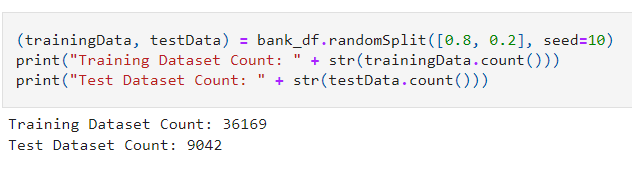 (trainingData, testData) = bank_df.randomSplit([0.8, 0.2], seed=10)
print("Training Dataset Count: " + str(trainingData.count()))
print("Test Dataset Count: " + str(testData.count()))
Training Dataset Count: 36169
Test Dataset Count: 9042